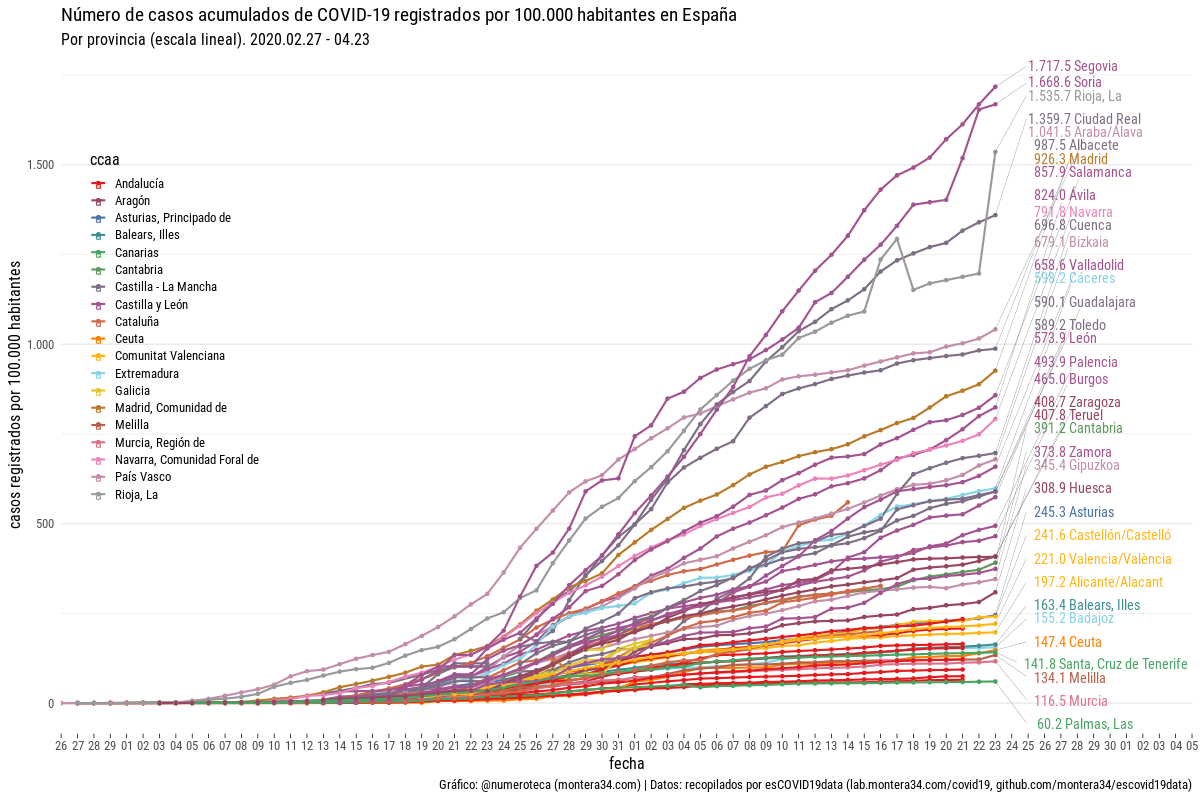 Número de casos acumulados de COVID-19 registrados por 100.000 habitantes en España
Por provincia (escala lineal). 2020.02.27 - 04.23
casos registrados por 100.000 habitantes
1.500
1.000
500
0
ccaa
Andalucía
Aragón
Asturias, Principado de
Balears, Illes
Canarias
Cantabria
Castilla - La Mancha
Castilla y León
Cataluña
Ceuta
Comunitat Valenciana
Extremadura
Galicia
Madrid, Comunidad de
Melilla
Murcia, Región de
Navarra, Comunidad Foral de
País Vasco
Rioja, La
1.717.5 Segovia
1.668.6 Soria
1.535.7 Rioja, La
1.359.7 Ciudad Real
1.041.5 Araba/Álava
987.5 Albacete
926.3 Madrid
857.9 Salamanca
824.0 Ávila
791.8 Navarra
696.8 Cuenca
679.1 Bizkaia
658.6 Valladolid
598.2 Cáceres
590.1 Guadalajara
589.2 Toledo
573.9 León
493.9 Palencia
465.0 Burgos
408.7 Zaragoza
407.8 Teruel
391.2 Cantabria
373.8 Zamora
345.4 Gipuzkoa
308.9 Huesca
245.3 Asturias
241.6 Castellón/Castelló
221.0 Valencia/València
197.2 Alicante/Alacant
163.4 Balears, Illes
155.2 Badajoz
147.4 Ceuta
141.8 Santa, Cruz de Tenerife
134.1 Melilla
116.5 Murcia
60.2 Palmas, Las
26 27 28 29 01 02 03 04 05 06 07 08 09 10 11 12 13 14 15 16 17 18 19 20 21 22 23 24 25 26 27 28 29 30 31 01 02 03 04 05 06 07 08 09 10 11 12 13 14 15 16 17 18 19 20 21 22 23 24 25 26 27 28 29 30 01 02 03 04 05
fecha
Gráfico: @numeroteca (montera34.com) | Datos: recopilados por esCOVID19data (lab.montera34.com/covid19, github.com/montera34/escovid19data)